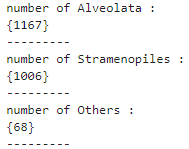 number of Alveolata :
{1167}
---------
number of Stramenopiles :
{1006}
---------
number of Others :
{68}
---------